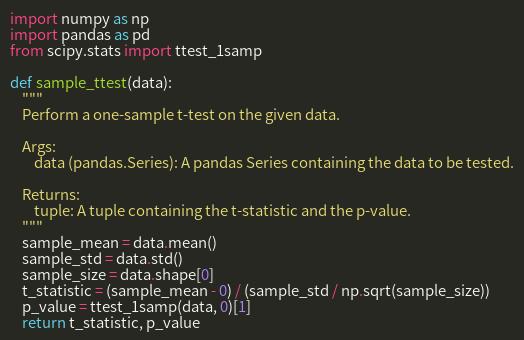 import numpy as np
import pandas as pd
from scipy.stats import ttest_1samp

def sample_ttest(data):
    """
    Perform a one-sample t-test on the given data.

    Args:
        data (pandas.Series): A pandas Series containing the data to be tested.

    Returns:
        tuple: A tuple containing the t-statistic and the p-value.
    """
    sample_mean = data.mean()
    sample_std = data.std()
    sample_size = data.shape[0]
    t_statistic = (sample_mean - 0) / (sample_std / np.sqrt(sample_size))
    p_value = ttest_1samp(data, 0)[1]
    return t_statistic, p_value